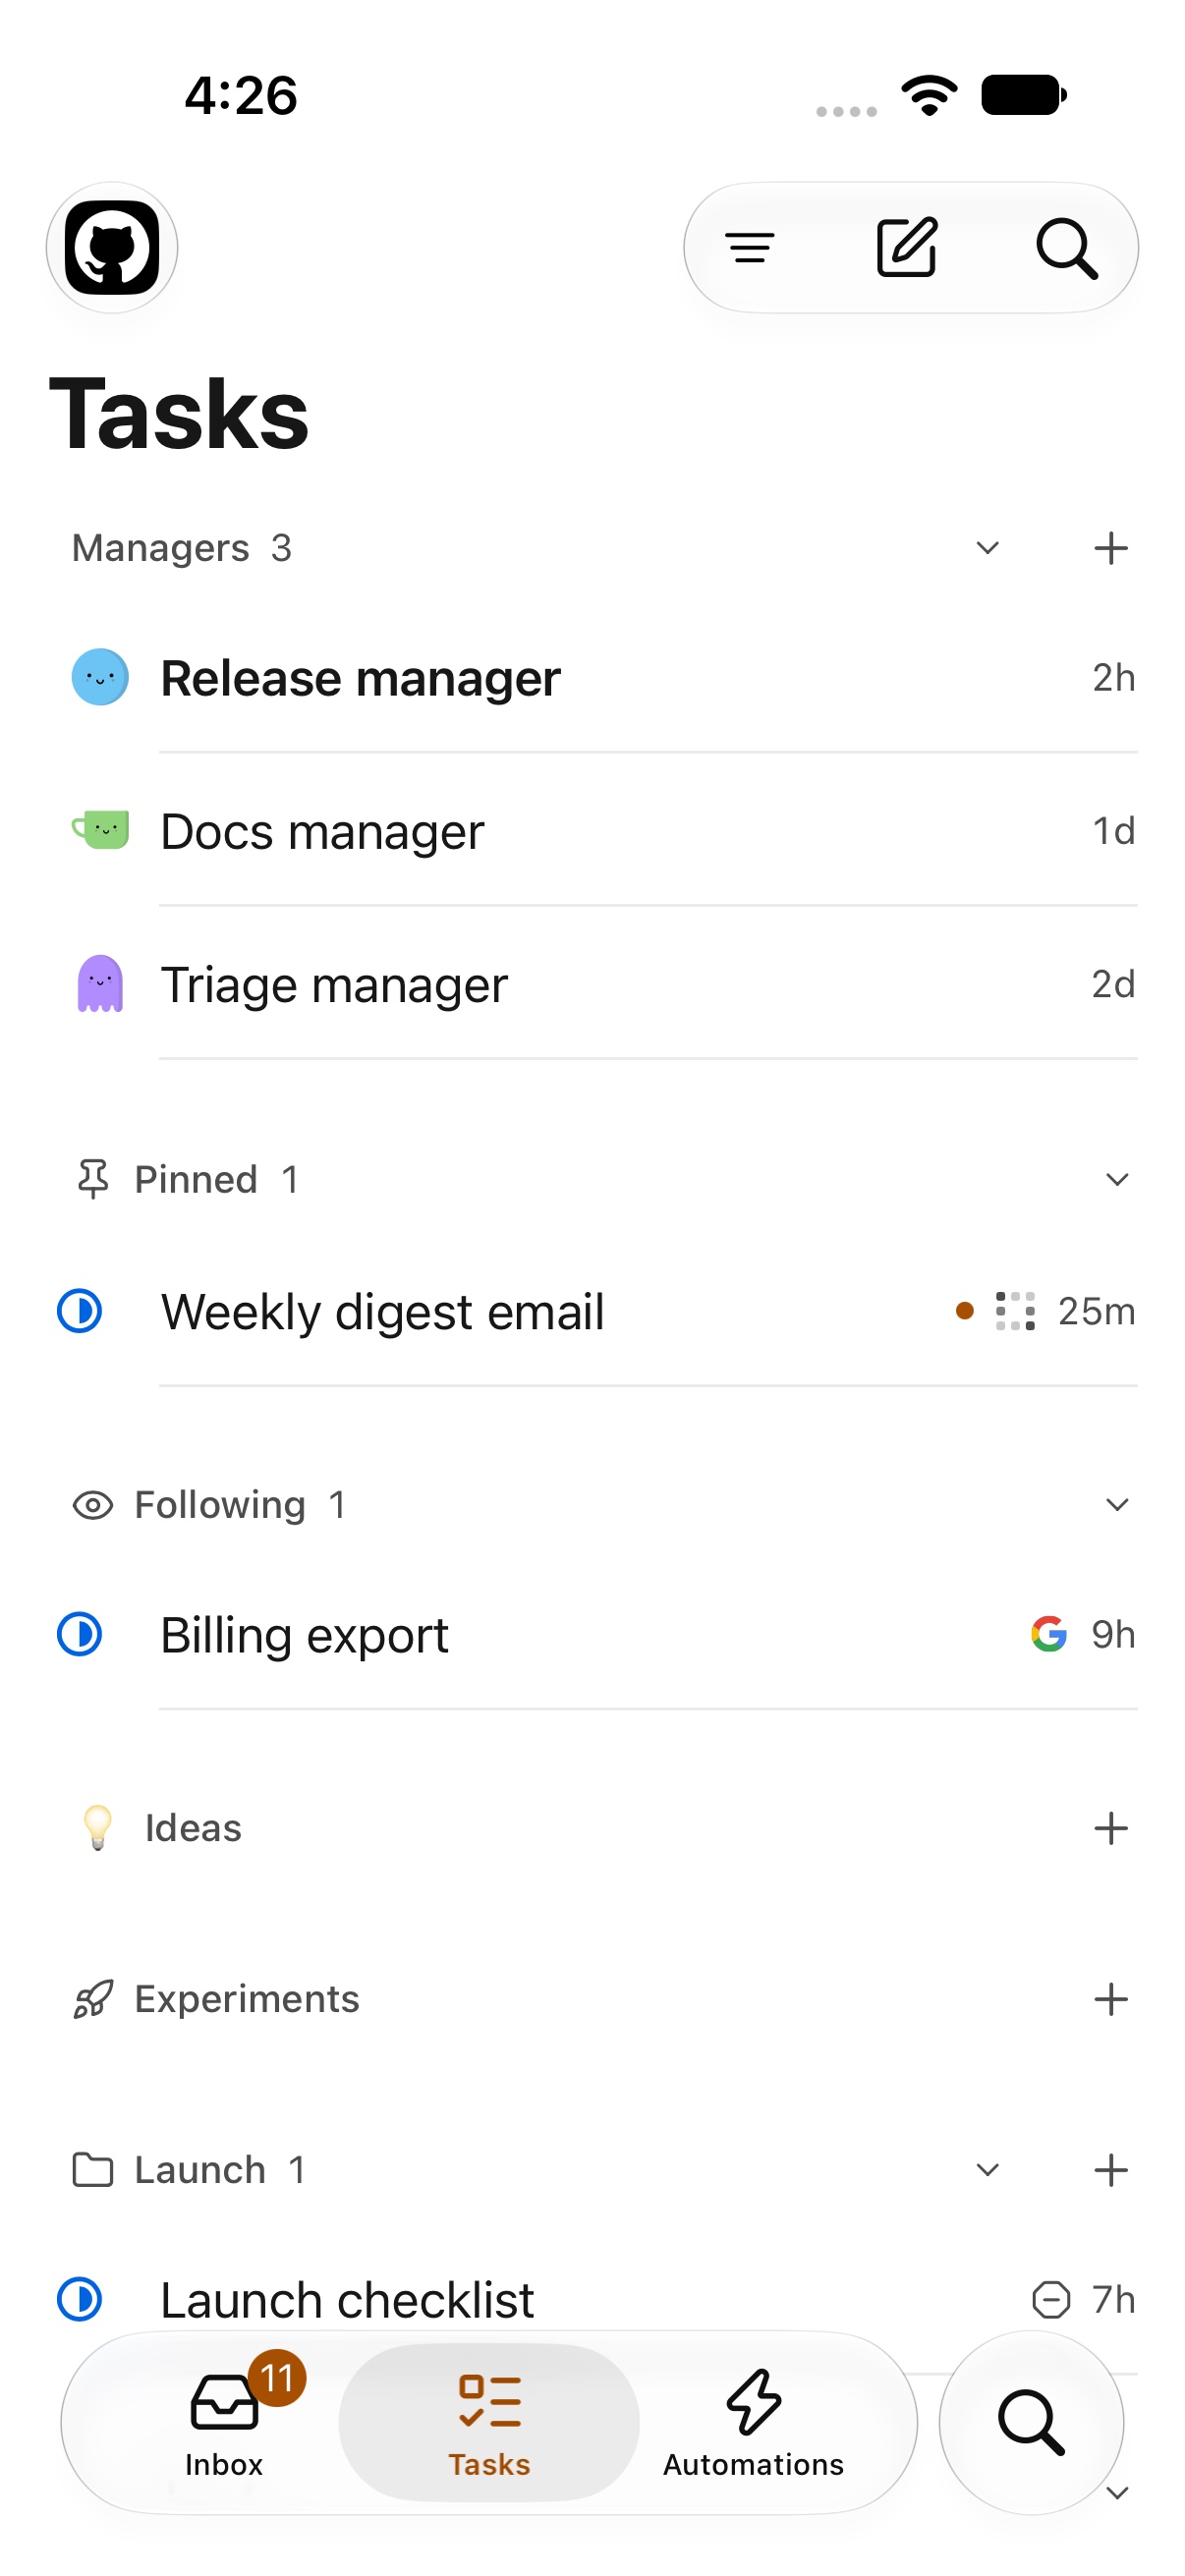 4:26
Tasks
Managers 3
Release manager 2h
Docs manager 1d
Triage manager 2d
Pinned 1
Weekly digest email 25m
Following 1
Billing export 9h
Ideas
Experiments
Launch 1
Launch checklist 7h
11
Inbox Tasks Automations